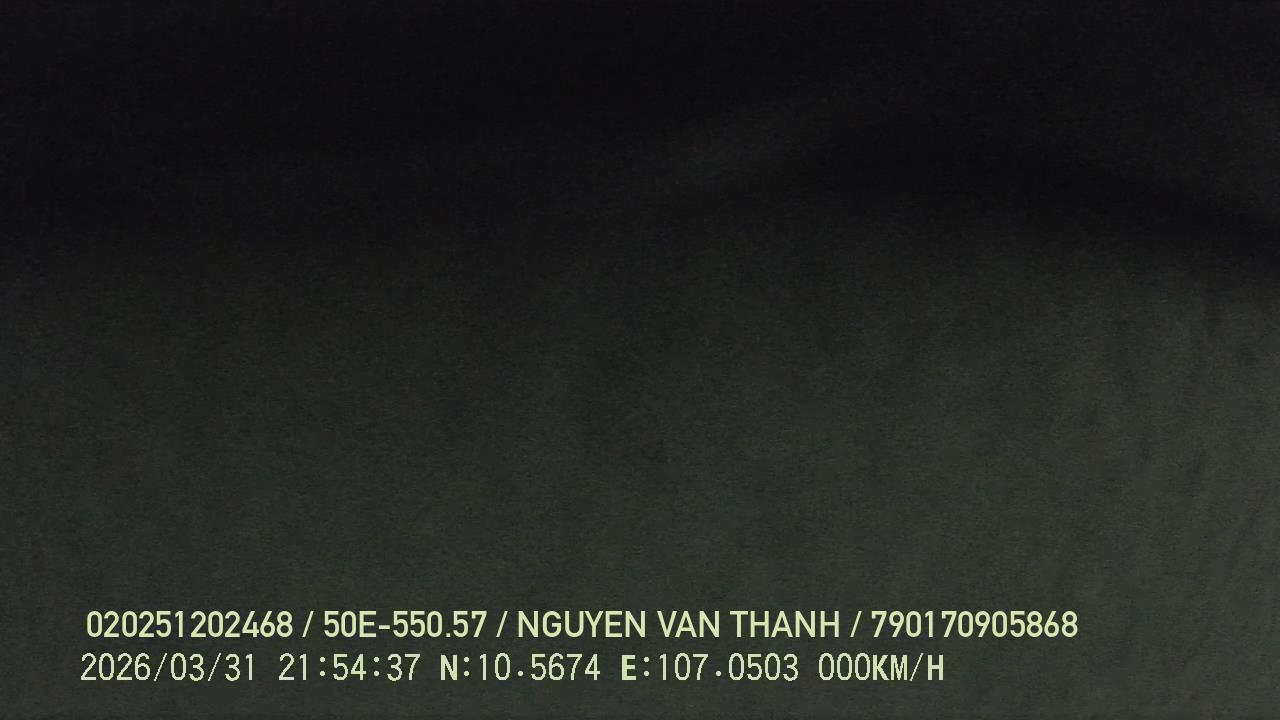 020251202468 / 50E-550.57 / NGUYEN VAN THANH / 790170905868
2026/03/31 21:54:37 N:10.5674 E:107.0503 000KM/H